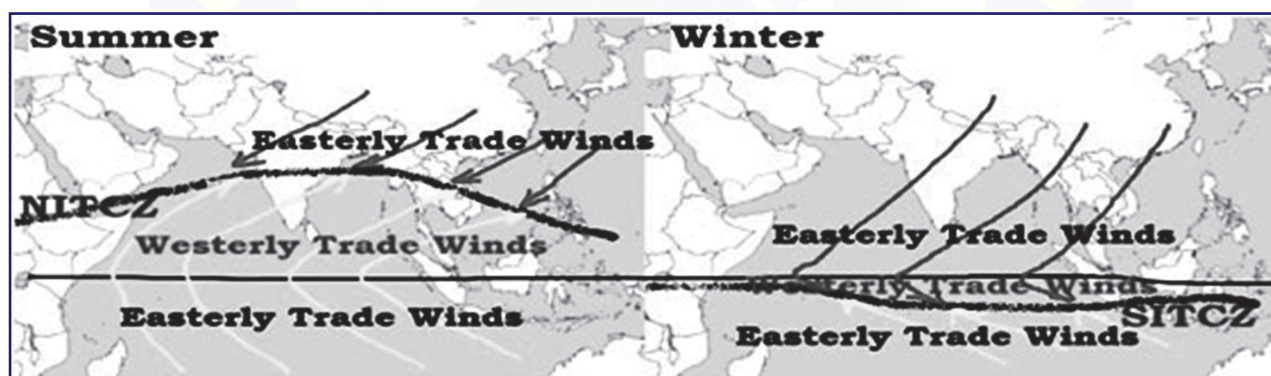 Summer
Easterly Trade Winds
NITCZ
Westerly Trade Winds
Easterly Trade Winds
Winter
Easterly Trade Winds
Westerly Trade Winds
SITCZ
Easterly Trade Winds